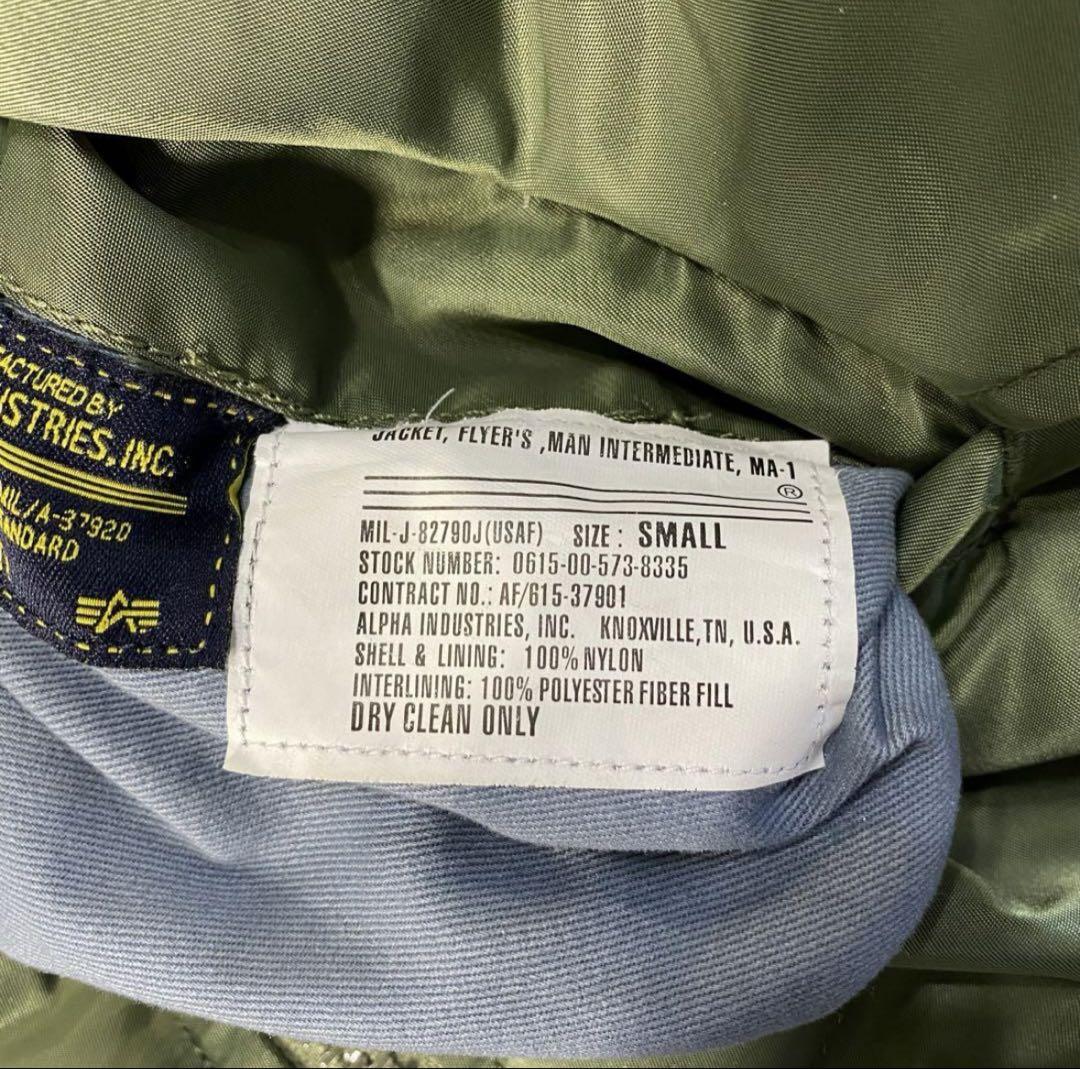 ACTURED BY
USTRIES, INC.
MIL/A-37920
ANDARD
JACKET, FLYER'S ,MAN INTERMEDIATE, MA-1
®
MIL-J-82790J(USAF) SIZE : SMALL
STOCK NUMBER: 0615-00-573-8335
CONTRACT NO.: AF/615-37901
ALPHA INDUSTRIES, INC. KNOXVILLE,TN, U.S.A.
SHELL & LINING: 100% NYLON
INTERLINING: 100% POLYESTER FIBER FILL
DRY CLEAN ONLY